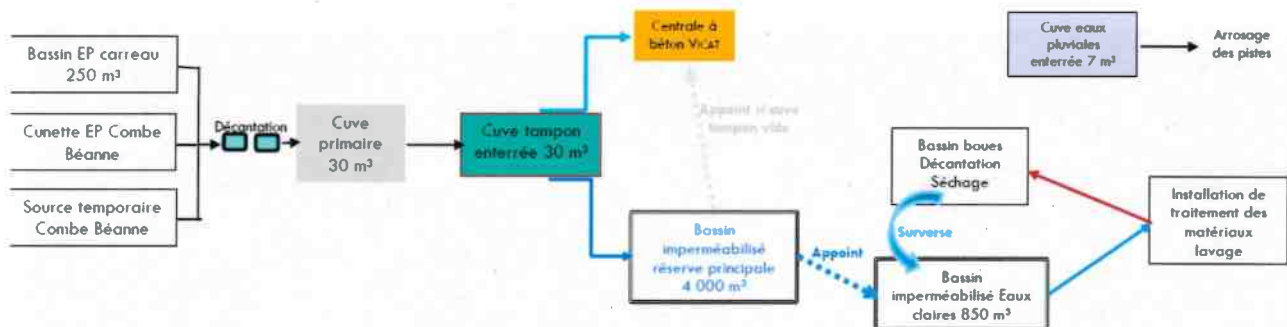 Bassin EP carreau
250 m³
Cunette EP Combe
Béanne
Source temporaire
Combe Béanne
Décantation
Cuve
primaire
30 m³
Cuve tampon
enterrée 30 m³
Centrale à
béton VICAT
Appoint si cuve
tampon vide
Bassin
imperméabilisé
réserve principale
4 000 m³
Appoint
Cuve eaux
pluviales
enterrée 7 m³
Arrosage
des pistes
Bassin boues
Décantation
Séchage
Surverse
Bassin
imperméabilisé Eaux
claires 850 m³
Installation de
traitement des
matériaux
lavage